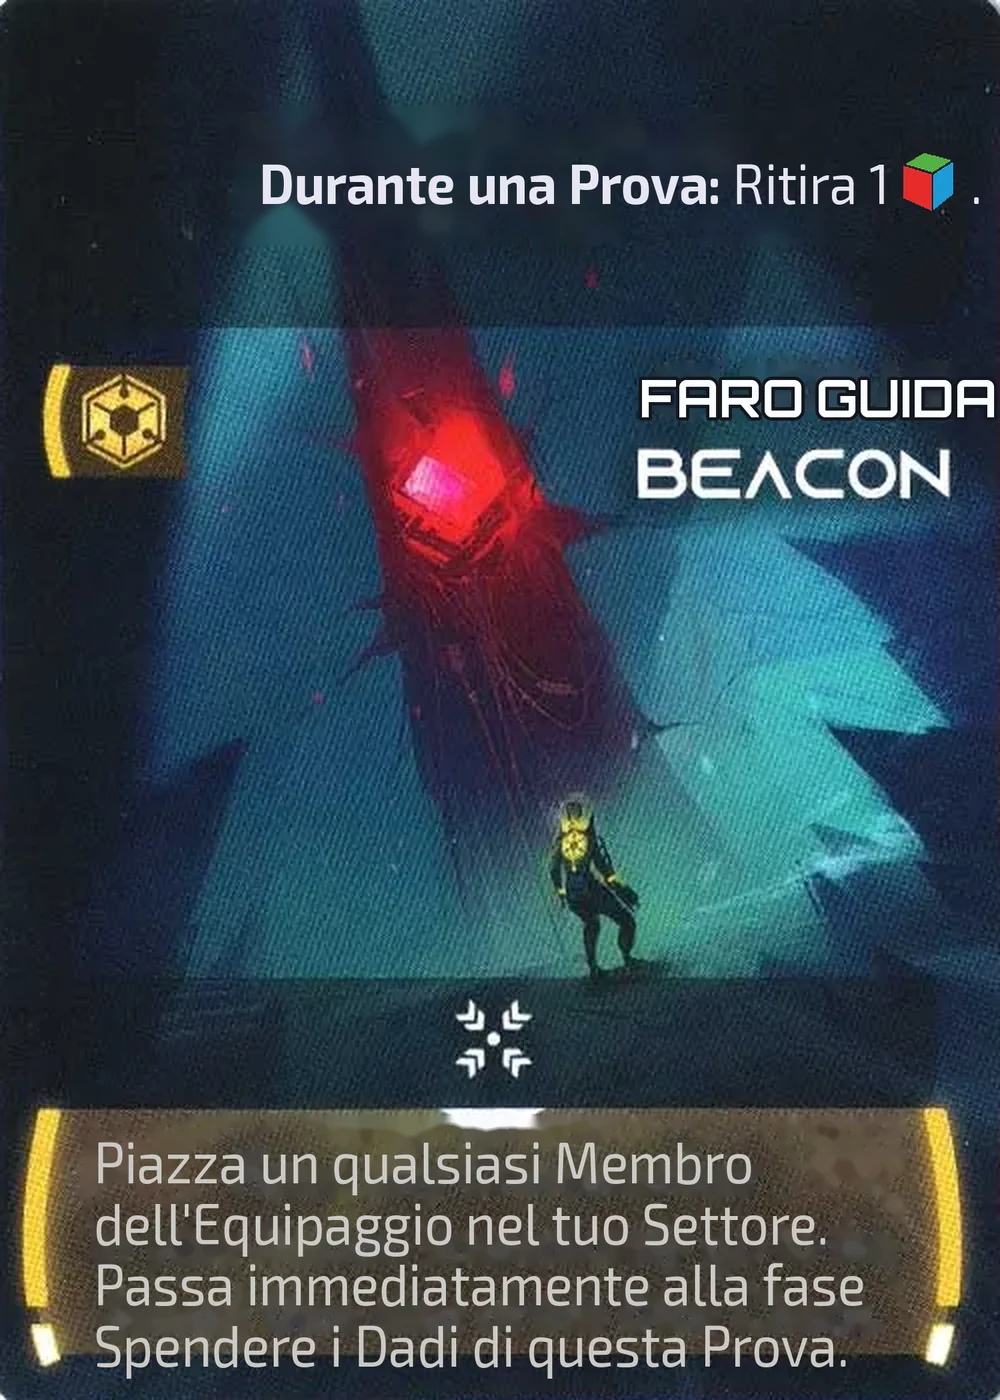 Durante una Prova: Ritira 1 .
FARO GUIDA
BEACON
Piazza un qualsiasi Membro
dell'Equipaggio nel tuo Settore.
Passa immediatamente alla fase
Spendere i Dadi di questa Prova.